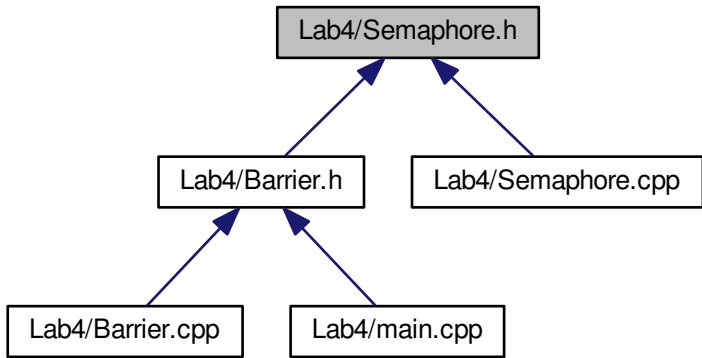 Lab4/Semaphore.h
Lab4/Barrier.h
Lab4/Semaphore.cpp
Lab4/Barrier.cpp
Lab4/main.cpp